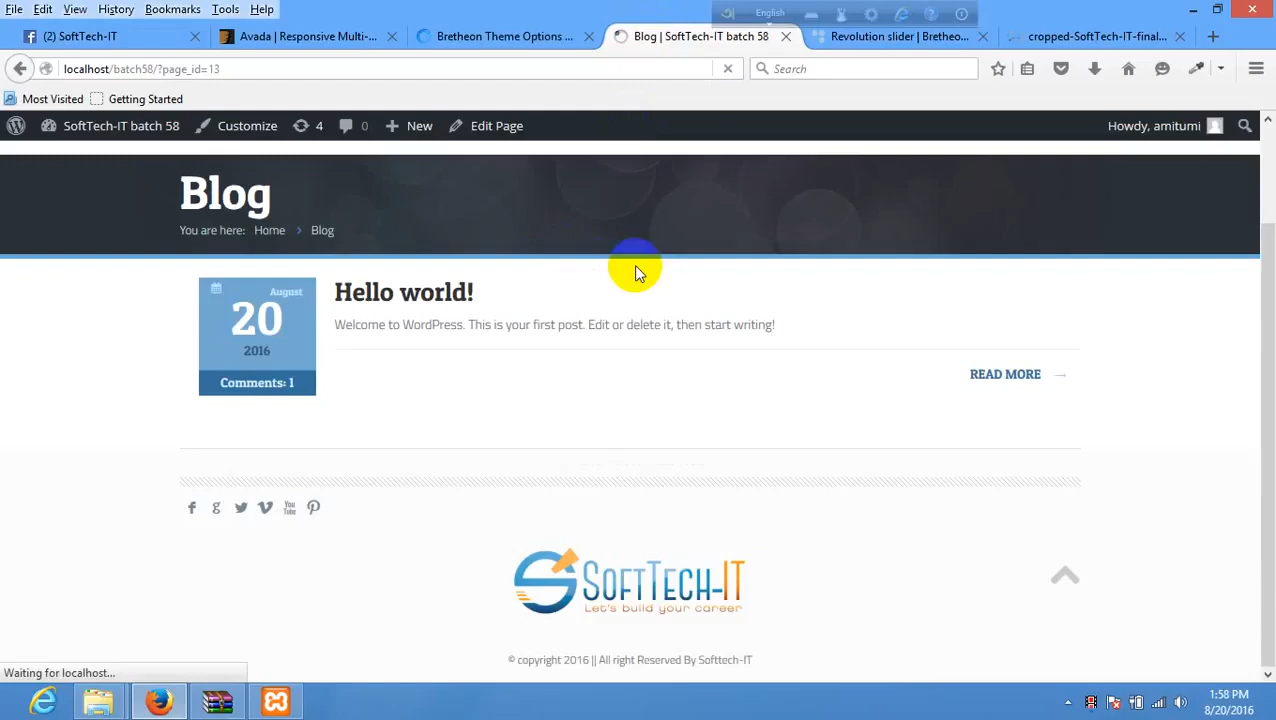 File Edit View History Bookmarks Tools Help
English
(2) SoftTech-IT
Avada | Responsive Multi-...
Bretheon Theme Options ...
Blog | SoftTech-IT batch 58
Revolution slider | Bretheo...
cropped-SoftTech-IT-final...
localhost/batch58/?page_id=13
Search
Most Visited
Getting Started
SoftTech-IT batch 58
Customize
4
0
New
Edit Page
Howdy, amitumi
Blog
You are here: Home Blog
August
20
2016
Comments: 1
Hello world!
Welcome to WordPress. This is your first post. Edit or delete it, then start writing!
READ MORE →
You Tube
SOFTTECH-IT
Let's build your career
© copyright 2016 || All right Reserved By Softtech-IT
Waiting for localhost...
1:58 PM
8/20/2016